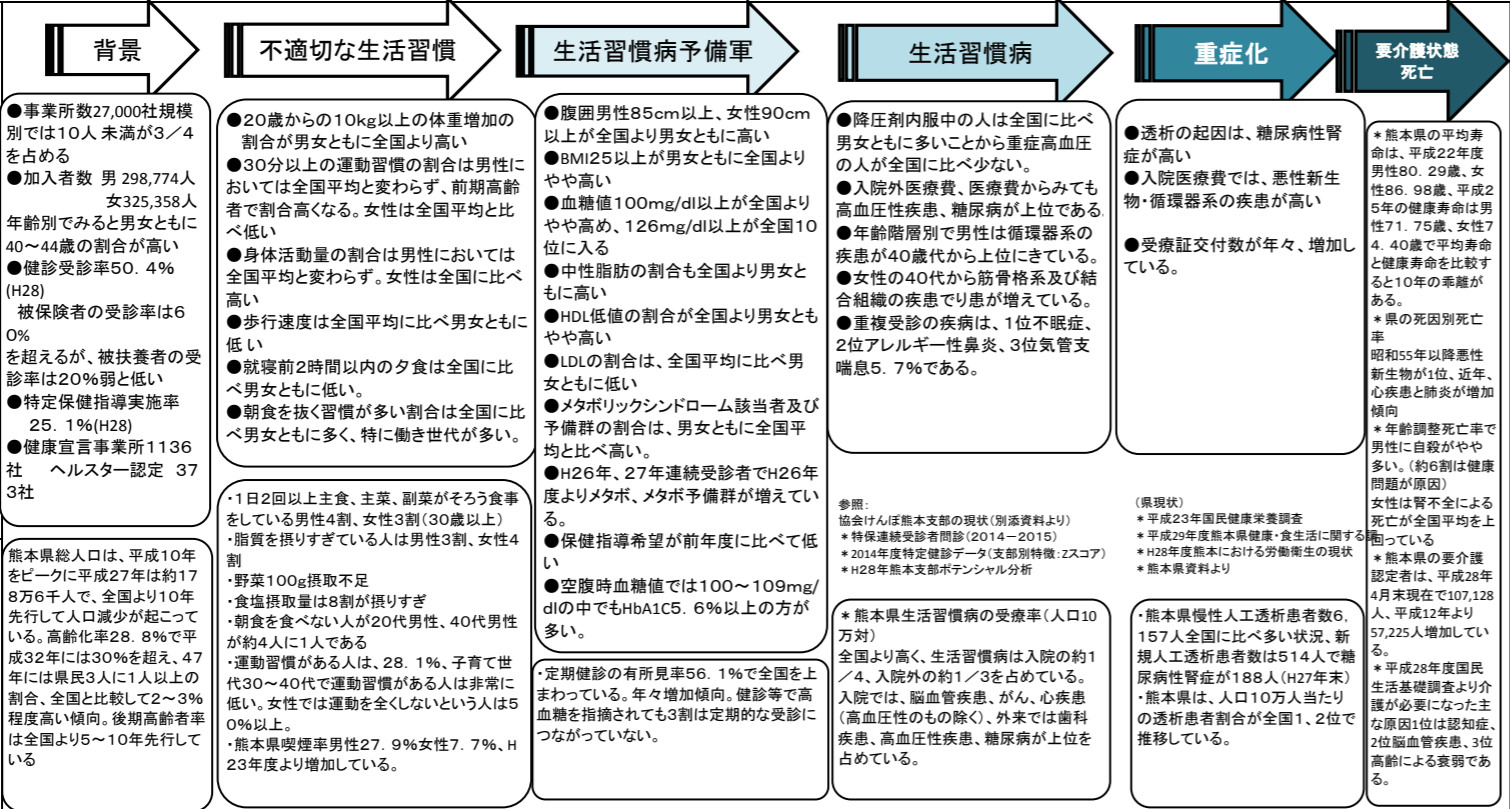 背景
不適切な生活習慣
生活習慣病予備軍
生活習慣病
重症化
要介護状態
死亡
●事業所数27,000社規模
別では10人 未満が3/4
を占める
●加入者数 男 298,774人
女325,358人
年齢別でみると男女ともに
40～44歳の割合が高い
●健診受診率50.4%
(H28)
被保険者の受診率は6
0%
を超えるが、被扶養者の受
診率は20%弱と低い
●特定保健指導実施率
25.1%(H28)
●健康宣言事業所1136
社 ヘルスター認定 37
3社
熊本県総人口は、平成10年
をピークに平成27年は約17
8万6千人で、全国より10年
先行して人口減少が起こって
いる。高齢化率28.8%で平
成32年には30%を超え、47
年には県民3人に1人以上の
割合、全国と比較して2～3%
程度高い傾向。後期高齢者率
は全国より5～10年先行して
いる
●20歳からの10kg以上の体重増加の
割合が男女ともに全国より高い
●30分以上の運動習慣の割合は男性に
おいては全国平均と変わらず、前期高齢
者で割合高くなる。女性は全国平均と比
べ低い
●身体活動量の割合は男性においては
全国平均と変わらず。女性は全国に比べ
高い
●歩行速度は全国平均に比べ男女ともに
低い
●就寝前2時間以内の夕食は全国に比
べ男女ともに低い。
●朝食を抜く習慣が多い割合は全国に比
べ男女ともに多く、特に働き世代が多い。
・1日2回以上主食、主菜、副菜がそろう食事
をしている男性4割、女性3割(30歳以上)
・脂質を摂りすぎている人は男性3割、女性4
割
・野菜100g摂取不足
・食塩摂取量は8割が摂りすぎ
・朝食を食べない人が20代男性、40代男性
が約4人に1人である
・運動習慣がある人は、28.1%、子育て世
代30～40代で運動習慣がある人は非常に
低い。女性では運動を全くしないという人は5
0%以上。
・熊本県喫煙率男性27.9%女性7.7%、H
23年度より増加している。
●腹囲男性85cm以上、女性90cm
以上が全国より男女ともに高い
●BMI25以上が男女ともに全国より
やや高い
●血糖値100mg/dl以上が全国より
やや高め、126mg/dl以上が全国10
位に入る
●中性脂肪の割合も全国より男女と
もに高い
●HDL低値の割合が全国より男女とも
やや高い
●LDLの割合は、全国平均に比べ男
女ともに低い
●メタボリックシンドローム該当者及び
予備群の割合は、男女ともに全国平
均と比べ高い。
●H26年、27年連続受診者でH26年
度よりメタボ、メタボ予備群が増えてい
る。
●保健指導希望が前年度に比べて低
い
●空腹時血糖値では100～109mg/
dlの中でもHbA1C5.6%以上の方が
多い。
・定期健診の有所見率56.1%で全国を上
まわっている。年々増加傾向。健診等で高
血糖を指摘されても3割は定期的な受診に
つながっていない。
●降圧剤内服中の人は全国に比べ
男女ともに多いことから重症高血圧
の人が全国に比べ少ない。
●入院外医療費、医療費からみても
高血圧性疾患、糖尿病が上位である.
●年齢階層別で男性は循環器系の
疾患が40歳代から上位にきている。
●女性の40代から筋骨格系及び結
合組織の疾患でり患が増えている。
●重複受診の疾病は、1位不眠症、
2位アレルギー性鼻炎、3位気管支
喘息5.7%である。
参照:
協会けんぽ熊本支部の現状(別添資料より)
*特保連続受診者問診(2014-2015)
*2014年度特定健診データ(支部別特徴:Zスコア)
*H28年熊本支部ポテンシャル分析
*熊本県生活習慣病の受療率(人口10
万対)
全国より高く、生活習慣病は入院の約1
/4、入院外の約1/3を占めている。
入院では、脳血管疾患、がん、心疾患
(高血圧性のもの除く)、外来では歯科
疾患、高血圧性疾患、糖尿病が上位を
占めている。
●透析の起因は、糖尿病性腎
症が高い
●入院医療費では、悪性新生
物・循環器系の疾患が高い
●受療証交付数が年々、増加し
ている。
(県現状)
*平成23年国民健康栄養調査
*平成29年度熊本県健康・食生活に関する
*H28年度熊本における労働衛生の現状
*熊本県資料より
・熊本県慢性人工透析患者数6,
157人全国に比べ多い状況、新
規人工透析患者数は514人で糖
尿病性腎症が188人(H27年末)
・熊本県は、人口10万人当たり
の透析患者割合が全国1、2位で
推移している。
*熊本県の平均寿
命は、平成22年度
男性80.29歳、女
性86.98歳、平成2
5年の健康寿命は男
性71.75歳、女性7
4.40歳で平均寿命
と健康寿命を比較す
ると10年の乖離が
ある。
*県の死因別死亡
率
昭和55年以降悪性
新生物が1位、近年、
心疾患と肺炎が増加
傾向
*年齢調整死亡率で
男性に自殺がやや
多い。(約6割は健康
問題が原因)
女性は腎不全による
死亡が全国平均を上
回っている
*熊本県の要介護
認定者は、平成28年
4月末現在で107,128
人、平成12年より
57,225人増加してい
る。
*平成28年度国民
生活基礎調査より介
護が必要になった主
な原因1位は認知症、
2位脳血管疾患、3位
高齢による衰弱であ
る。